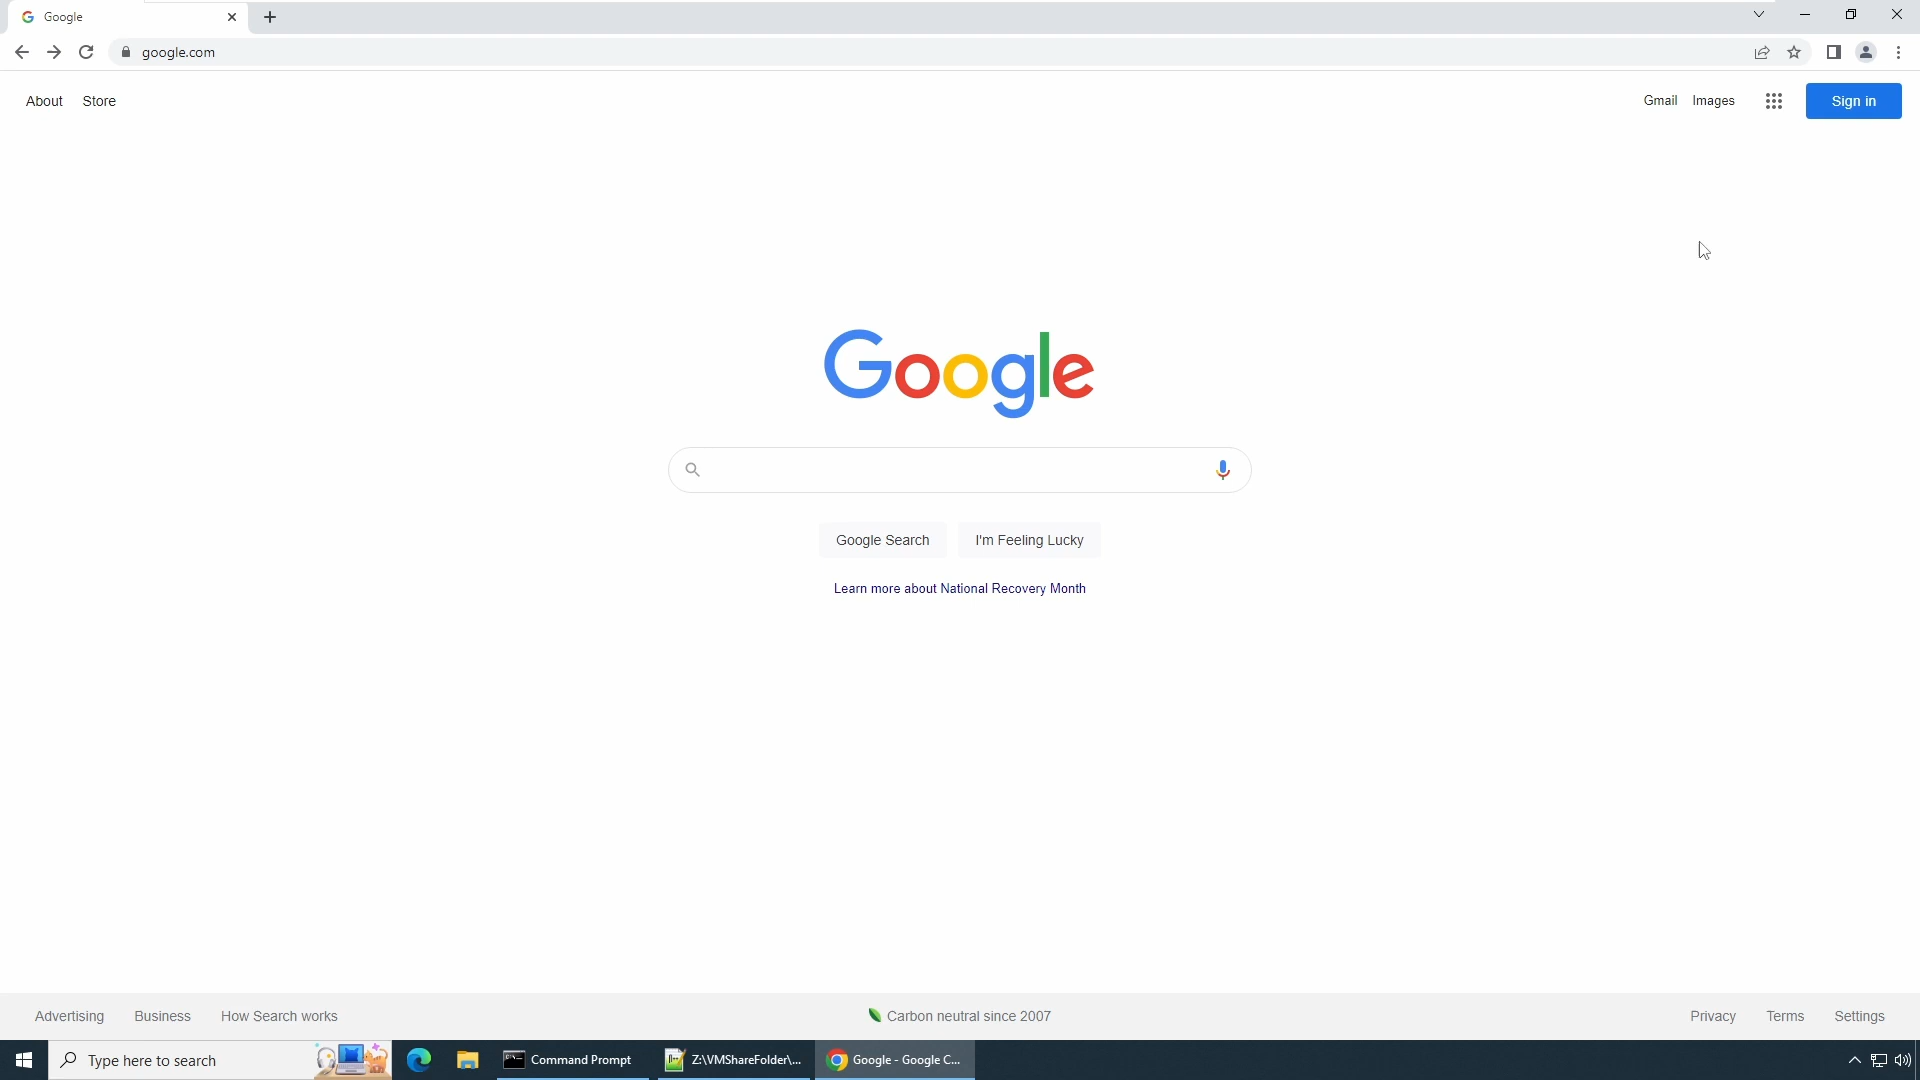 Google
google.com
About Store
Gmail Images Sign in
Google
Google Search I'm Feeling Lucky
Learn more about National Recovery Month
Advertising Business How Search works
Carbon neutral since 2007
Privacy Terms Settings
Type here to search
Command Prompt
Z:\VMShareFolder\...
Google - Google C...